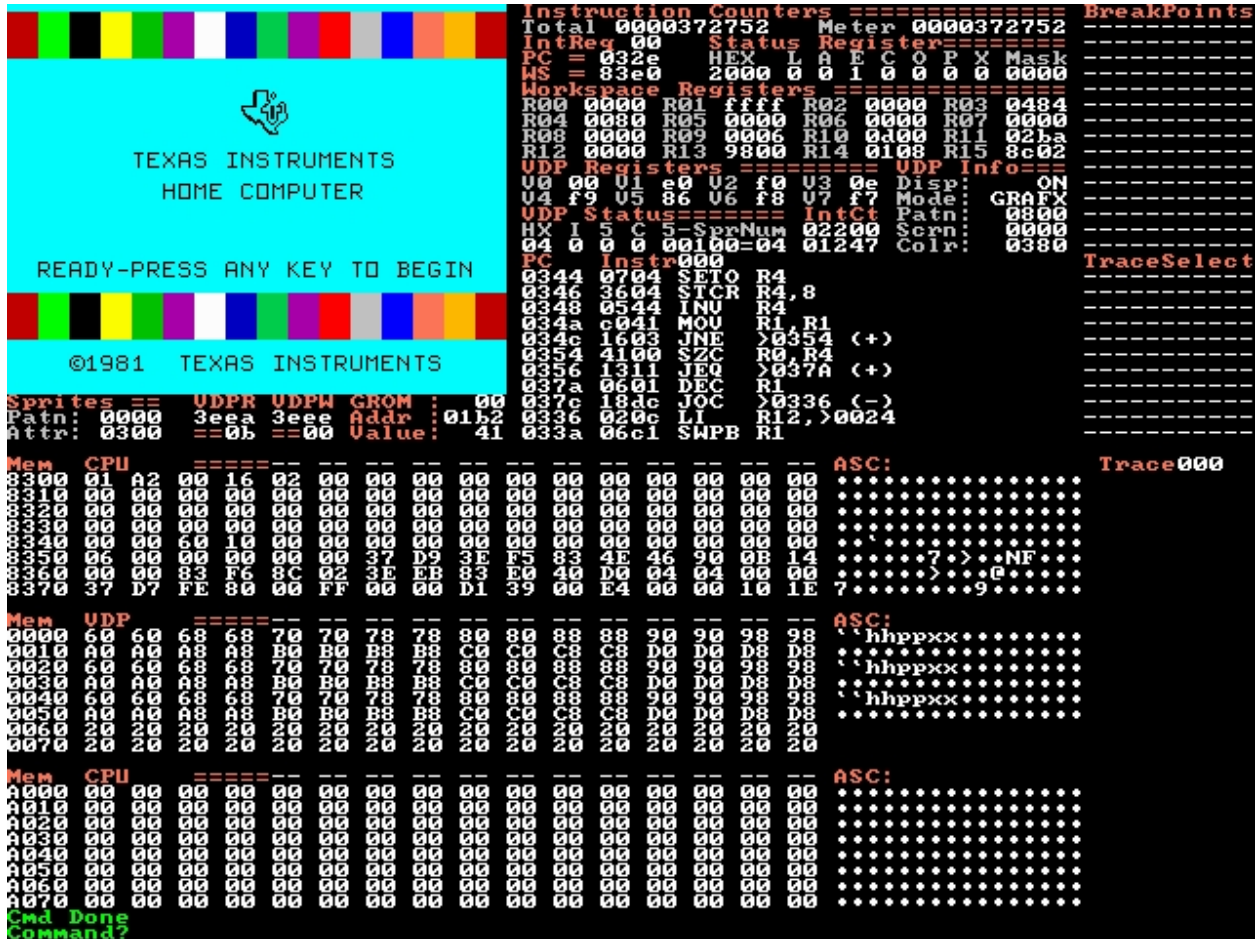 TEXAS INSTRUMENTS
HOME COMPUTER
READY-PRESS ANY KEY TO BEGIN
©1981 TEXAS INSTRUMENTS
Instruction Counters ==============
Total 0000372752 Meter 0000372752
IntReq 00 Status Register========
PC = 032e HEX L A E C O P X Mask
WS = 83e0 2000 0 0 1 0 0 0 0 0000
Workspace Registers ===============
R00 0000 R01 ffff R02 0000 R03 0484
R04 0080 R05 0000 R06 0000 R07 0000
R08 0000 R09 0006 R10 0d00 R11 02ba
R12 0000 R13 9800 R14 0108 R15 8c02
VDP Registers ========= VDP Info===
V0 00 V1 e0 V2 f0 V3 0e Disp: ON
V4 f9 V5 86 V6 f8 V7 f7 Mode: GRAFX
VDP Status======= IntCt Patn: 0800
HX I 5 C 5-SprNum 02200 Scrn: 0000
04 0 0 0 00100=04 01247 Colr: 0380
PC Instr000
0344 0704 SETO R4
0346 3604 STCR R4,8
0348 0544 INV R4
034a c041 MOV R1,R1
034c 1603 JNE >0354 (+)
0354 4100 SZC R0,R4
0356 1311 JEQ >037A (+)
037a 0601 DEC R1
037c 18dc JOC >0336 (-)
0336 020c LI R12,>0024
033a 06c1 SWPB R1
BreakPoints
TraceSelect
Trace000
Sprites == VDPR VDPW GROM : 00
Patn: 0000 3eea 3eee Addr :01b2
Attr: 0300 ==0b ==00 Value: 41
Mem CPU =====-- -- -- -- -- -- -- -- -- -- -- -- ASC:
8300 01 A2 00 16 02 00 00 00 00 00 00 00 00 00 00 00 ••••••••••••••••
8310 00 00 00 00 00 00 00 00 00 00 00 00 00 00 00 00 ••••••••••••••••
8320 00 00 00 00 00 00 00 00 00 00 00 00 00 00 00 00 ••••••••••••••••
8330 00 00 00 00 00 00 00 00 00 00 00 00 00 00 00 00 ••••••••••••••••
8340 00 00 60 10 00 00 00 00 00 00 00 00 00 00 00 00 ••`•••••••••••••
8350 06 00 00 00 00 00 37 D9 3E F5 83 4E 46 90 0B 14 ••••••7•>••NF•••
8360 00 00 83 F6 8C 02 3E EB 83 E0 40 D0 04 04 00 00 ••••••>•••@•••••
8370 37 D7 FE 80 00 FF 00 00 D1 39 00 E4 00 00 10 1E 7••••••••9••••••
Mem VDP =====-- -- -- -- -- -- -- -- -- -- -- -- ASC:
0000 60 60 68 68 70 70 78 78 80 80 88 88 90 90 98 98 ``hhppxx••••••••
0010 A0 A0 A8 A8 B0 B0 B8 B8 C0 C0 C8 C8 D0 D0 D8 D8 ••••••••••••••••
0020 60 60 68 68 70 70 78 78 80 80 88 88 90 90 98 98 ``hhppxx••••••••
0030 A0 A0 A8 A8 B0 B0 B8 B8 C0 C0 C8 C8 D0 D0 D8 D8 ••••••••••••••••
0040 60 60 68 68 70 70 78 78 80 80 88 88 90 90 98 98 ``hhppxx••••••••
0050 A0 A0 A8 A8 B0 B0 B8 B8 C0 C0 C8 C8 D0 D0 D8 D8 ••••••••••••••••
0060 20 20 20 20 20 20 20 20 20 20 20 20 20 20 20 20
0070 20 20 20 20 20 20 20 20 20 20 20 20 20 20 20 20
Mem CPU =====-- -- -- -- -- -- -- -- -- -- -- -- ASC:
A000 00 00 00 00 00 00 00 00 00 00 00 00 00 00 00 00 ••••••••••••••••
A010 00 00 00 00 00 00 00 00 00 00 00 00 00 00 00 00 ••••••••••••••••
A020 00 00 00 00 00 00 00 00 00 00 00 00 00 00 00 00 ••••••••••••••••
A030 00 00 00 00 00 00 00 00 00 00 00 00 00 00 00 00 ••••••••••••••••
A040 00 00 00 00 00 00 00 00 00 00 00 00 00 00 00 00 ••••••••••••••••
A050 00 00 00 00 00 00 00 00 00 00 00 00 00 00 00 00 ••••••••••••••••
A060 00 00 00 00 00 00 00 00 00 00 00 00 00 00 00 00 ••••••••••••••••
A070 00 00 00 00 00 00 00 00 00 00 00 00 00 00 00 00 ••••••••••••••••
Cmd Done
Command?